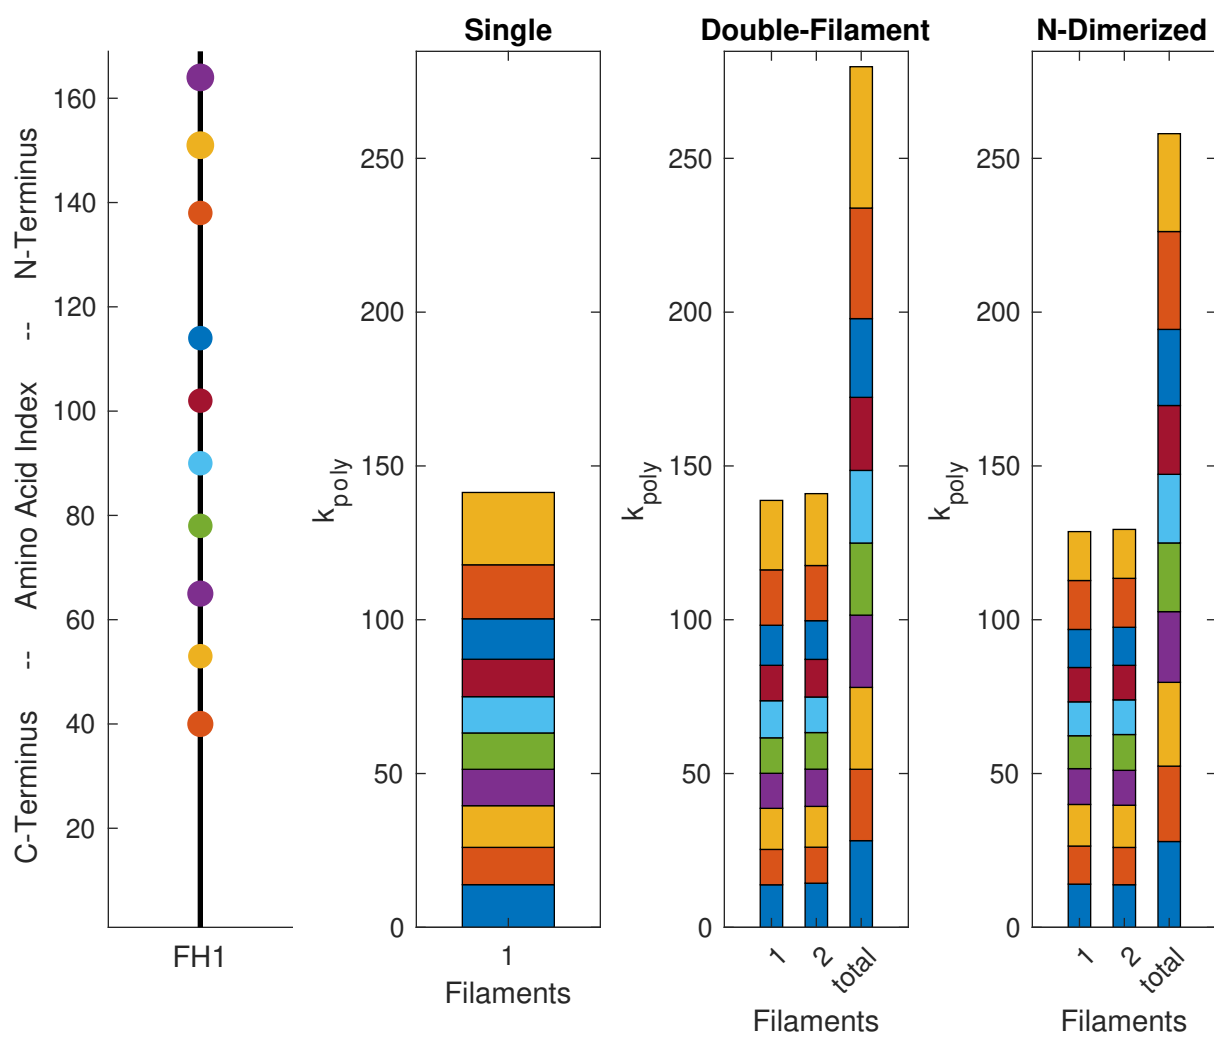 Single
Double-Filament
N-Dimerized
C-Terminus -- Amino Acid Index -- N-Terminus
160
140
120
100
80
60
40
20
FH1
k_poly
250
200
150
100
50
0
1
Filaments
k_poly
250
200
150
100
50
0
1
2
total
Filaments
k_poly
250
200
150
100
50
0
1
2
total
Filaments